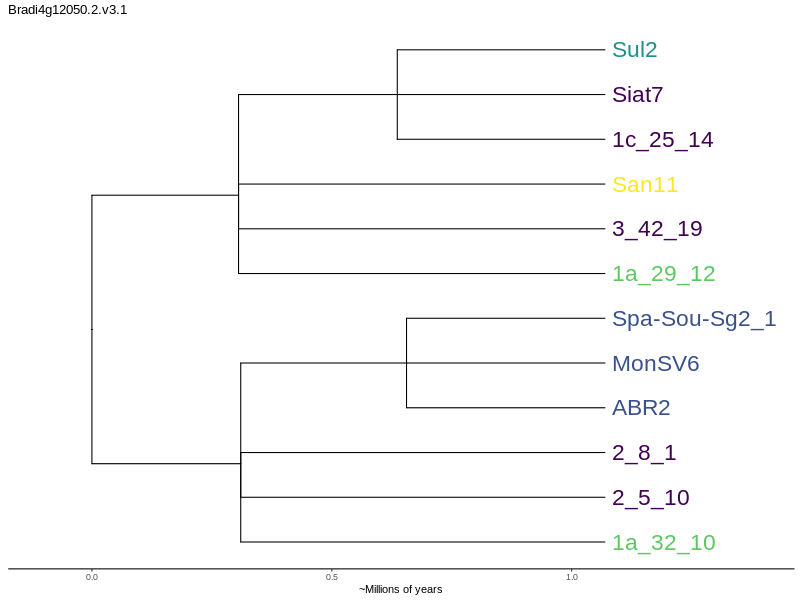 Bradi4g12050.2.v3.1
Sul2
Siat7
1c_25_14
San11
3_42_19
1a_29_12
Spa-Sou-Sg2_1
MonSV6
ABR2
2_8_1
2_5_10
1a_32_10
0.0 0.5 1.0
~Millions of years